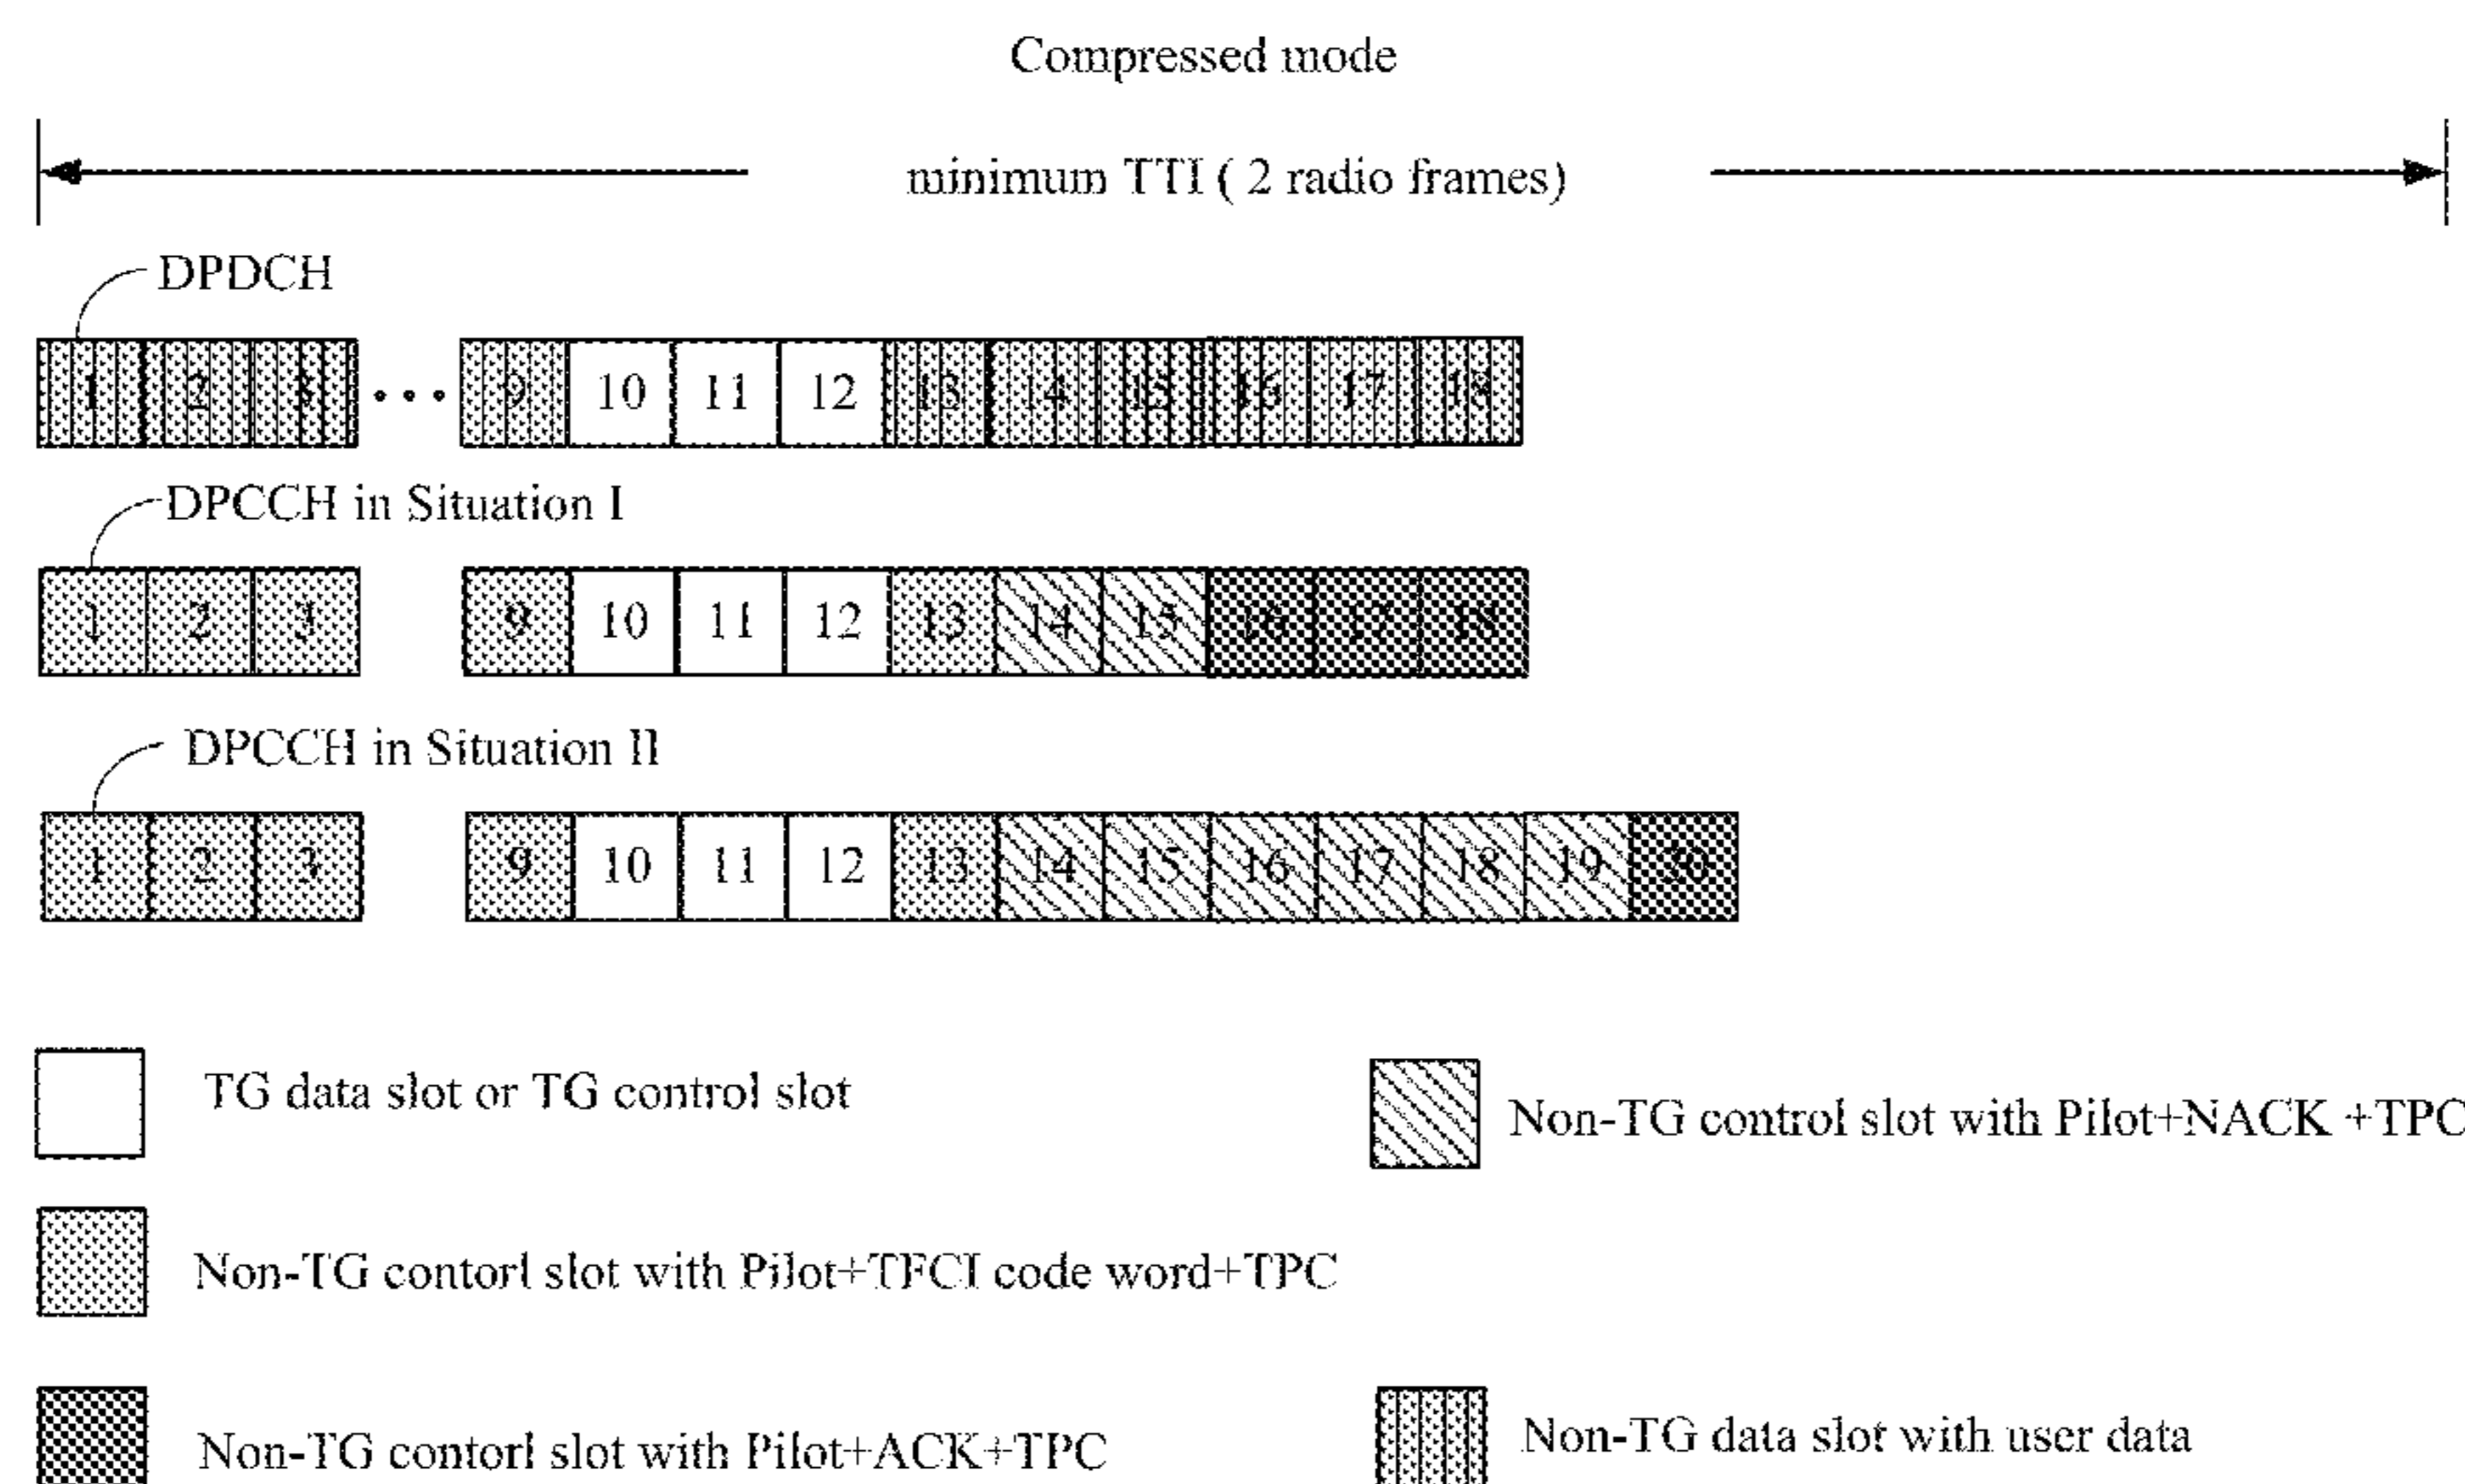 Compressed mode
minimum TTI ( 2 radio frames)
DPDCH
1 2 3 • • • 9 10 11 12 13 14 15 16 17 18
DPCCH in Situation I
1 2 3 9 10 11 12 13 14 15 16 17 18
DPCCH in Situation II
1 2 3 9 10 11 12 13 14 15 16 17 18 19 20
TG data slot or TG control slot
Non-TG control slot with Pilot+NACK +TPC
Non-TG contorl slot with Pilot+TFCI code word+TPC
Non-TG contorl slot with Pilot+ACK+TPC
Non-TG data slot with user data